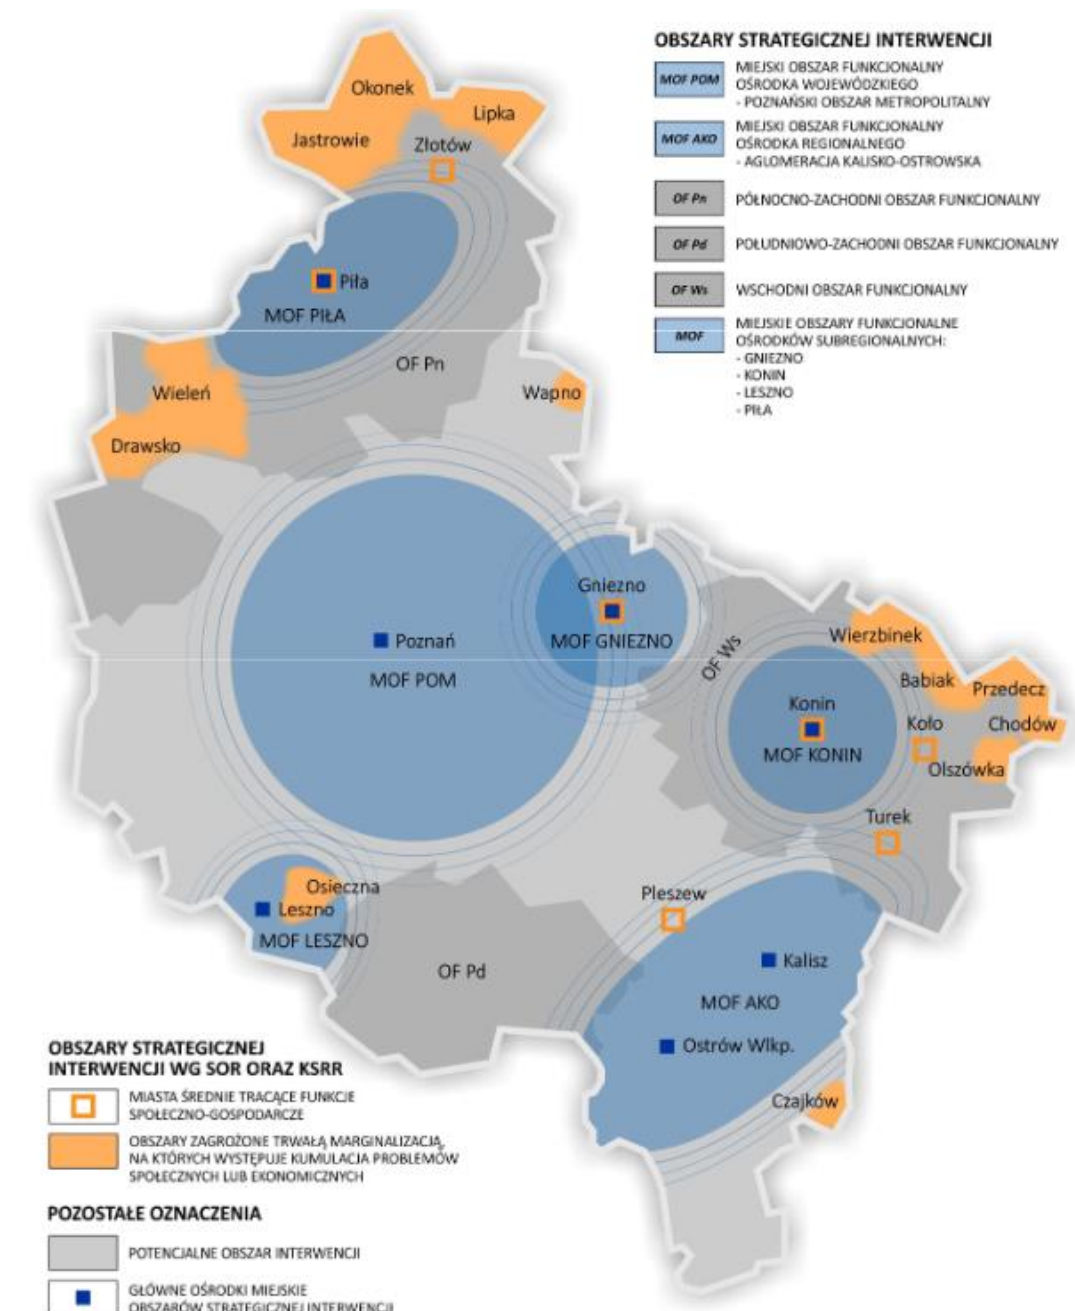 OBSZARY STRATEGICZNEJ INTERWENCJI
MOF POM
MIEJSKI OBSZAR FUNKCJONALNY
OŚRODKA WOJEWÓDZKIEGO
- POZNAŃSKI OBSZAR METROPOLITALNY
MOF AKO
MIEJSKI OBSZAR FUNKCJONALNY
OŚRODKA REGIONALNEGO
- AGLOMERACJA KALISKO-OSTROWSKA
OF Pn
PÓŁNOCNO-ZACHODNI OBSZAR FUNKCJONALNY
OF Pd
POŁUDNIOWO-ZACHODNI OBSZAR FUNKCJONALNY
OF Ws
WSCHODNI OBSZAR FUNKCJONALNY
MOF
MIEJSKIE OBSZARY FUNKCJONALNE
OŚRODKÓW SUBREGIONALNYCH:
- GNIEZNO
- KONIN
- LESZNO
- PIŁA
Okonek
Lipka
Jastrowie
Złotów
Piła
MOF PIŁA
OF Pn
Wieleń
Wapno
Drawsko
Gniezno
MOF GNIEZNO
Poznań
MOF POM
OF Ws
Wierzbinek
Babiak
Przedecz
Konin
Koło
Chodów
MOF KONIN
Olszówka
Turek
Osieczna
Leszno
MOF LESZNO
Pleszew
OF Pd
Kalisz
MOF AKO
Ostrów Wlkp.
Czajków
OBSZARY STRATEGICZNEJ
INTERWENCJI WG SOR ORAZ KSRR
MIASTA ŚREDNIE TRACĄCE FUNKCJE
SPOŁECZNO-GOSPODARCZE
OBSZARY ZAGROŻONE TRWAŁĄ MARGINALIZACJĄ,
NA KTÓRYCH WYSTĘPUJE KUMULACJA PROBLEMÓW
SPOŁECZNYCH LUB EKONOMICZNYCH
POZOSTAŁE OZNACZENIA
POTENCJALNE OBSZAR INTERWENCJI
GŁÓWNE OŚRODKI MIEJSKIE
OBSZARÓW STRATEGICZNEJ INTERWENCJI